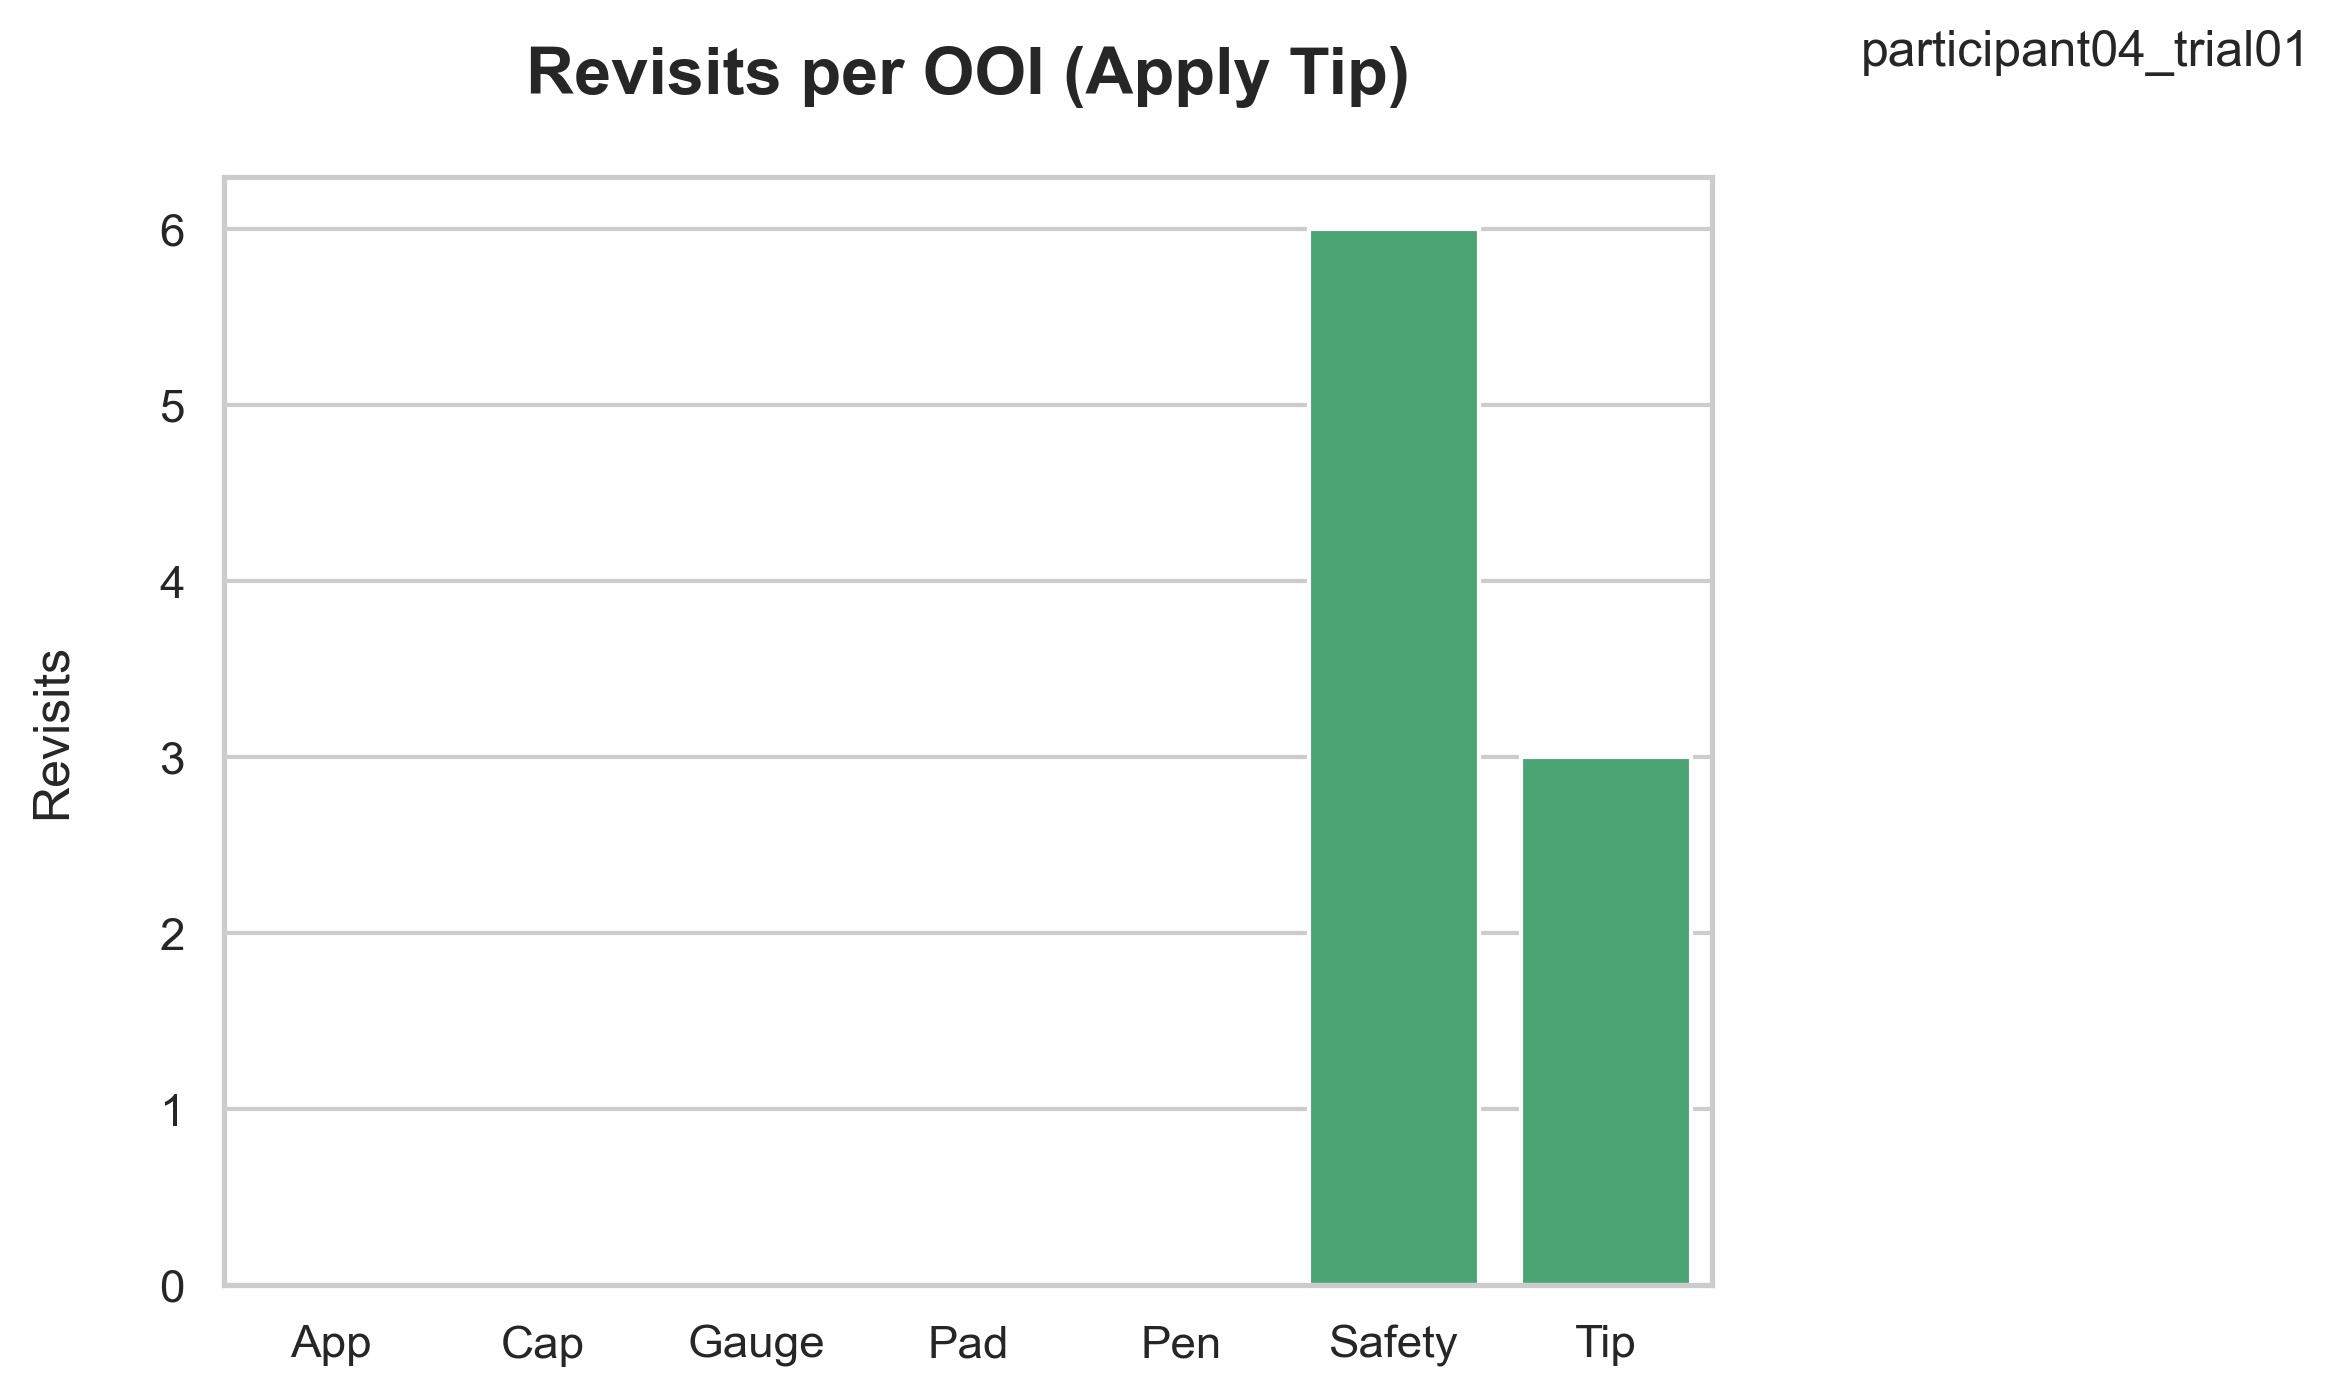 participant04_trial01
Revisits per OOI (Apply Tip)
Revisits
6
5
4
3
2
1
0
App Cap Gauge Pad Pen Safety Tip